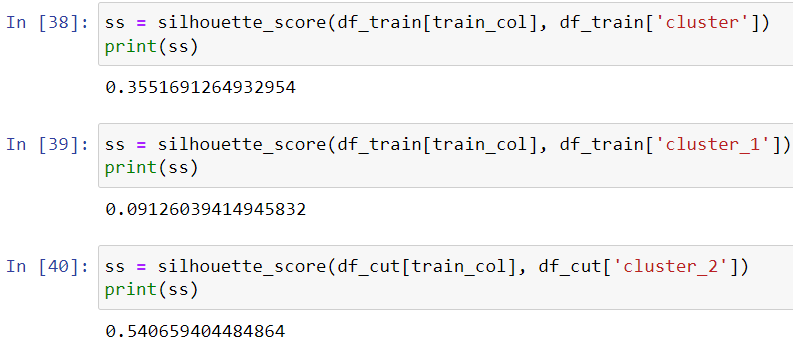 In [38]: ss = silhouette_score(df_train[train_col], df_train['cluster'])
print(ss)
0.3551691264932954
In [39]: ss = silhouette_score(df_train[train_col], df_train['cluster_1'])
print(ss)
0.09126039414945832
In [40]: ss = silhouette_score(df_cut[train_col], df_cut['cluster_2'])
print(ss)
0.540659404484864